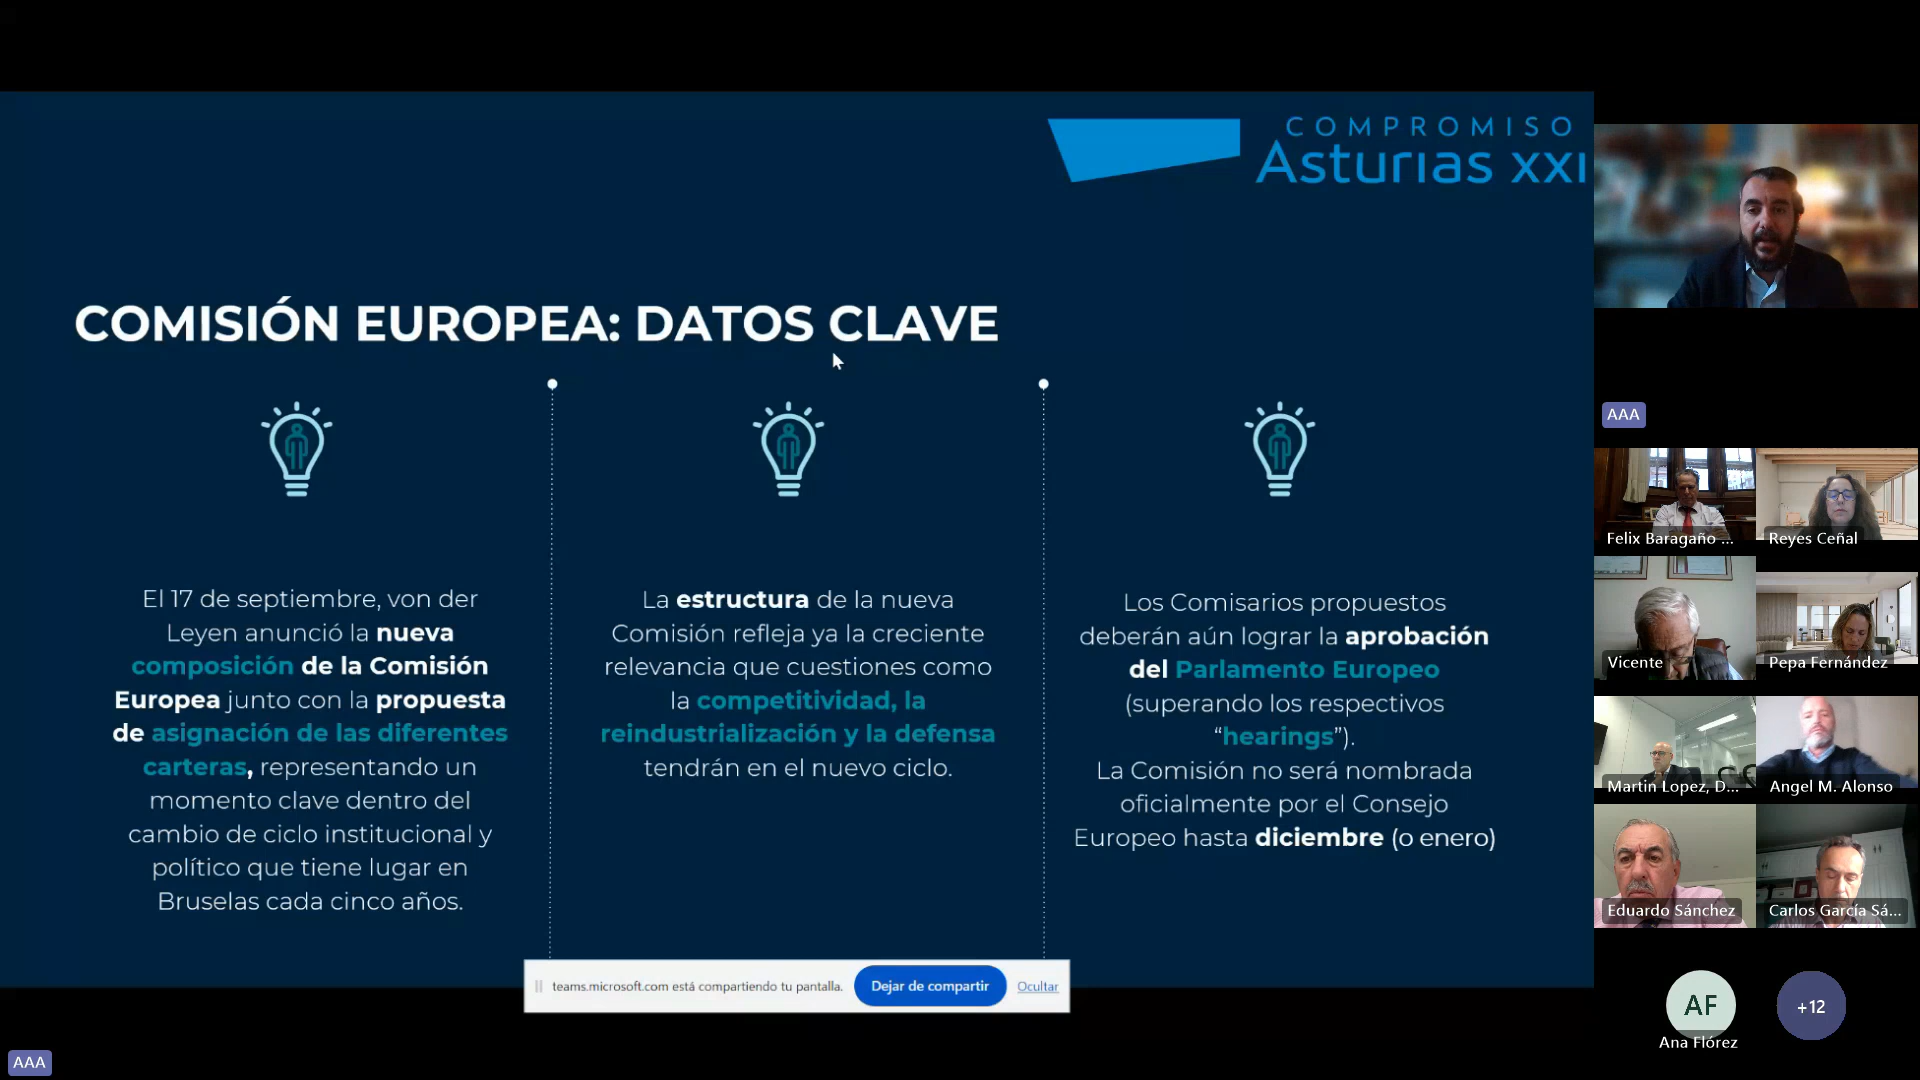 COMPROMISO
Asturias XXI
COMISIÓN EUROPEA: DATOS CLAVE
El 17 de septiembre, von der
Leyen anunció la nueva
composición de la Comisión
Europea junto con la propuesta
de asignación de las diferentes
carteras, representando un
momento clave dentro del
cambio de ciclo institucional y
político que tiene lugar en
Bruselas cada cinco años.
La estructura de la nueva
Comisión refleja ya la creciente
relevancia que cuestiones como
la competitividad, la
reindustrialización y la defensa
tendrán en el nuevo ciclo.
Los Comisarios propuestos
deberán aún lograr la aprobación
del Parlamento Europeo
(superando los respectivos
“hearings”).
La Comisión no será nombrada
oficialmente por el Consejo
Europeo hasta diciembre (o enero)
teams.microsoft.com está compartiendo tu pantalla.
Dejar de compartir
Ocultar
AAA
AAA
Felix Baragaño ...
Reyes Ceñal
Vicente
Pepa Fernández
Martin Lopez, D...
Angel M. Alonso
Eduardo Sánchez
Carlos García Sá...
AF
Ana Flórez
+12